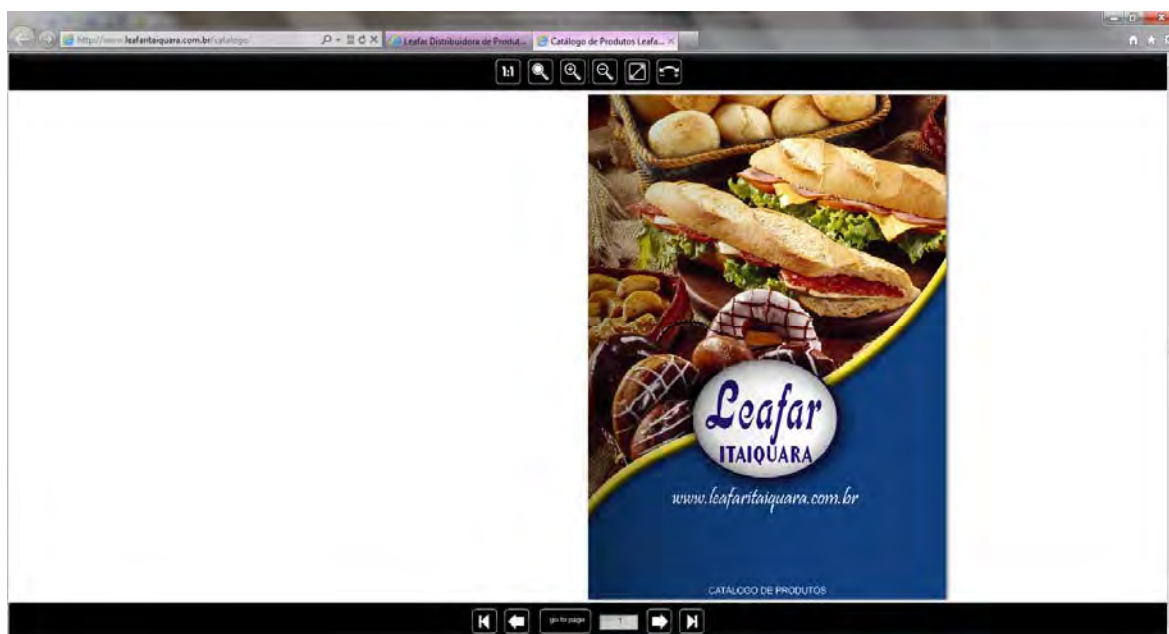 http://www.leafaritaiquara.com.br/catalogo/
Leafar Distribuidora de Produt...
Catálogo de Produtos Leafa...
1:1
Leafar
ITAIQUARA
www.leafaritaiquara.com.br
CATÁLOGO DE PRODUTOS
go to page
1